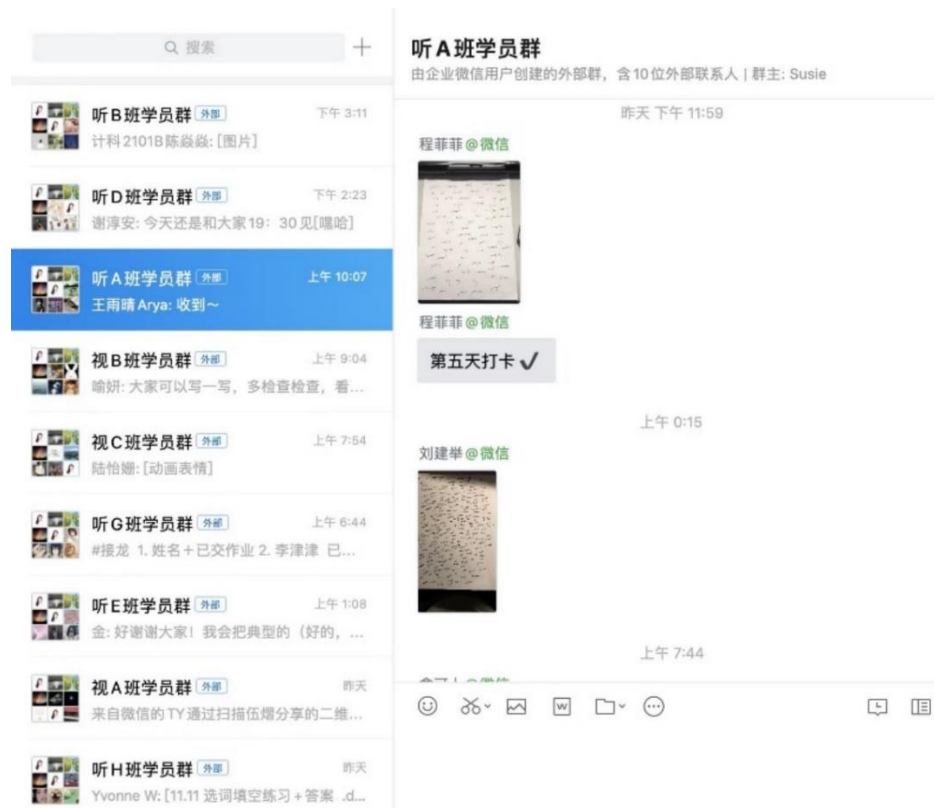 搜索
听B班学员群 外部 下午 3:11
计科2101B陈焱焱: [图片]
听D班学员群 外部 下午 2:23
谢淳安: 今天还是和大家19：30见[嘿哈]
听A班学员群 外部 上午 10:07
王雨晴Arya: 收到～
视B班学员群 外部 上午 9:04
喻妍: 大家可以写一写，多检查检查，看...
视C班学员群 外部 上午 7:54
陆怡姗: [动画表情]
听G班学员群 外部 上午 6:44
#接龙 1. 姓名＋已交作业 2. 李津津 已...
听E班学员群 外部 上午 1:08
金: 好谢谢大家！我会把典型的（好的，...
视A班学员群 外部 昨天
来自微信的TY通过扫描伍熠分享的二维...
听H班学员群 外部 昨天
Yvonne W: [11.11 选词填空练习+答案 .d...
听A班学员群
由企业微信用户创建的外部群，含10位外部联系人 | 群主: Susie
昨天 下午 11:59
程菲菲@微信
程菲菲@微信
第五天打卡✓
上午 0:15
刘建举@微信
上午 7:44